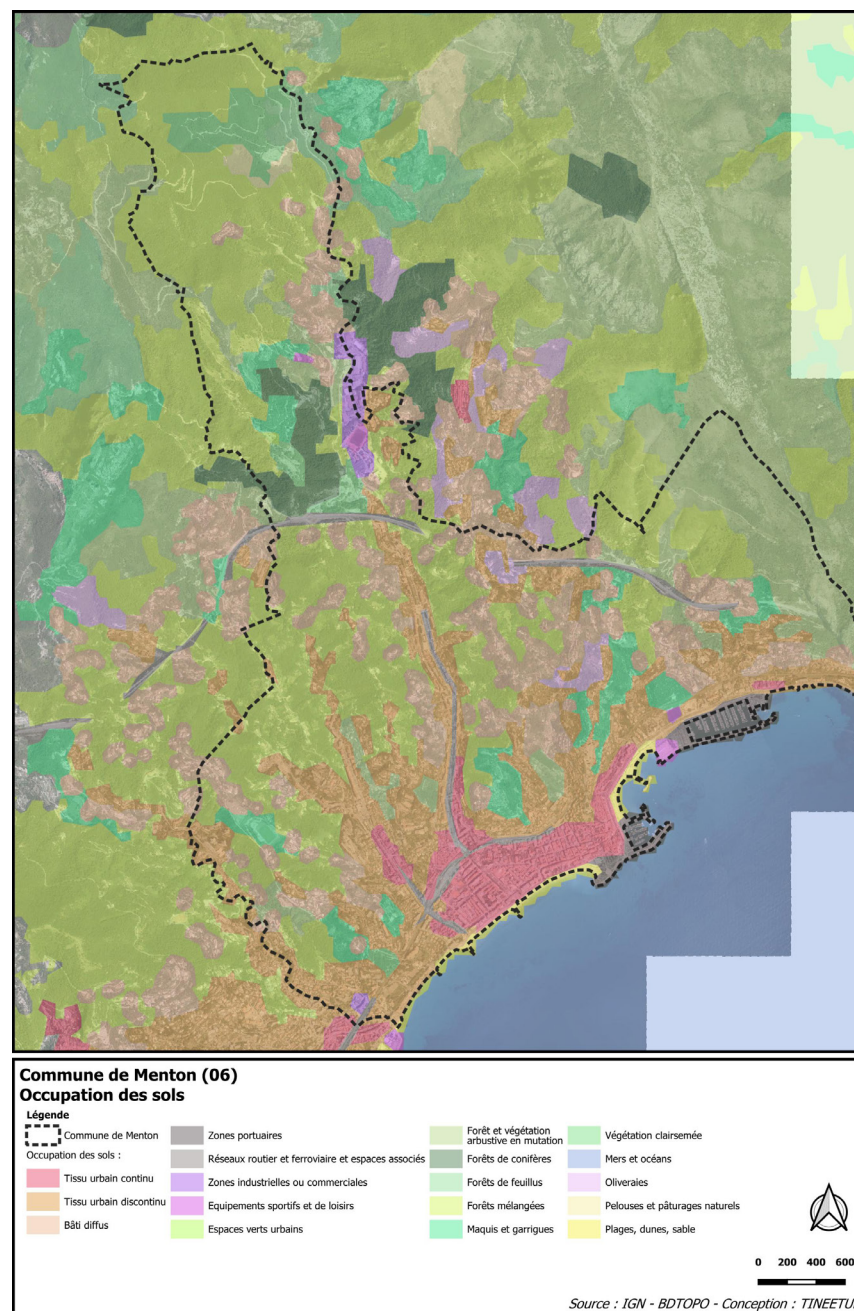 Commune de Menton (06)
Occupation des sols
Légende
Commune de Menton
Occupation des sols :
Tissu urbain continu
Tissu urbain discontinu
Bâti diffus
Zones portuaires
Réseaux routier et ferroviaire et espaces associés
Zones industrielles ou commerciales
Equipements sportifs et de loisirs
Espaces verts urbains
Forêt et végétation
arbustive en mutation
Forêts de conifères
Forêts de feuillus
Forêts mélangées
Maquis et garrigues
Végétation clairsemée
Mers et océans
Oliveraies
Pelouses et pâturages naturels
Plages, dunes, sable
0 200 400 600
Source : IGN - BDTOPO - Conception : TINEETU